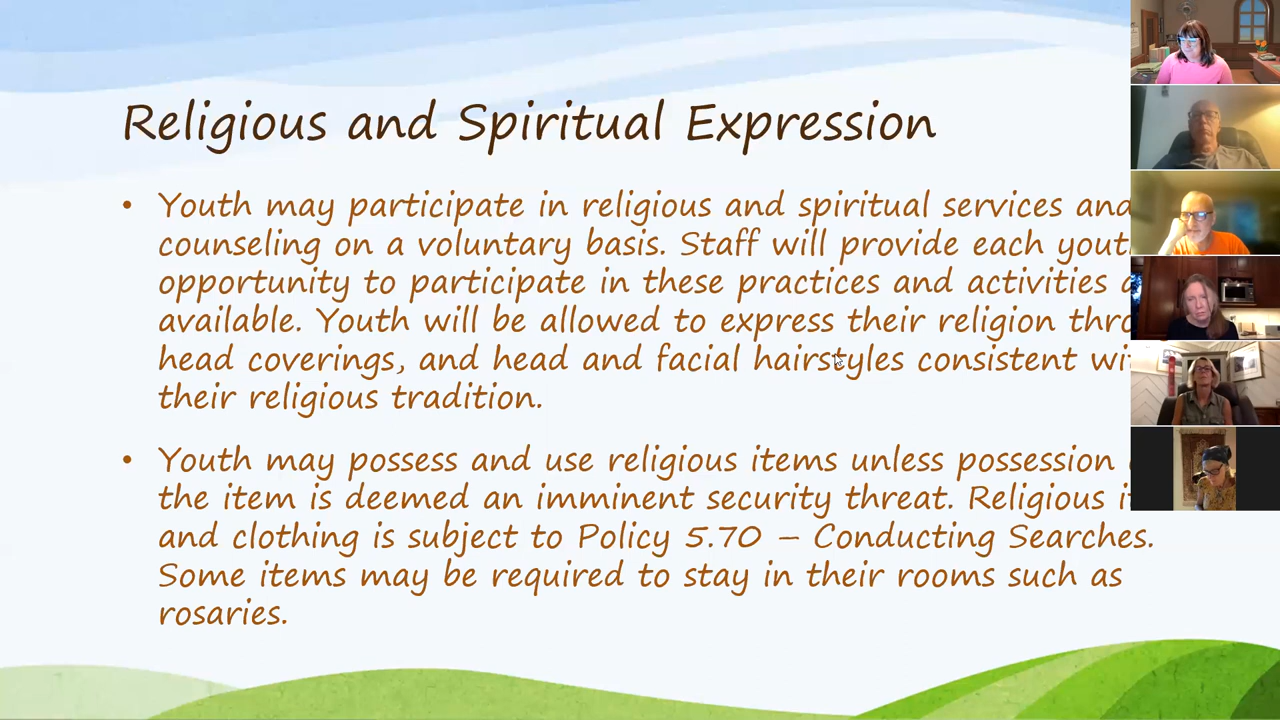 Religious and Spiritual Expression
• Youth may participate in religious and spiritual services and
counseling on a voluntary basis. Staff will provide each
opportunity to participate in these practices and activities
available. Youth will be allowed to express their religion
head coverings, and head and facial hairstyles consistent
their religious tradition.
• Youth may possess and use religious items unless possession
the item is deemed an imminent security threat. Religious
and clothing is subject to Policy 5.70 – Conducting Searches.
Some items may be required to stay in their rooms such as
rosaries.